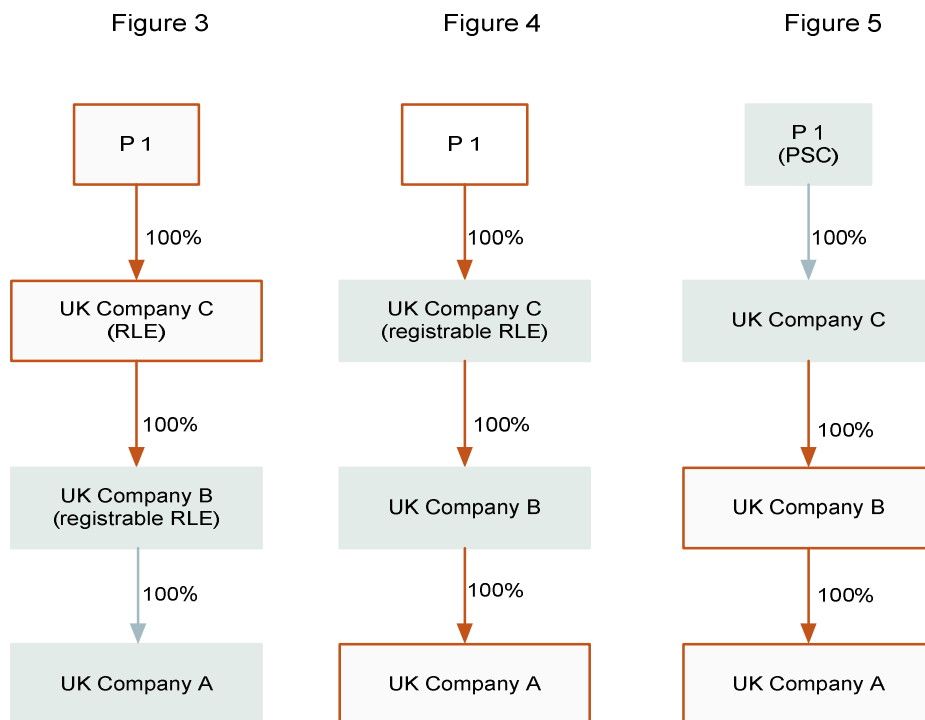 Figure 3
Figure 4
Figure 5
P 1
P 1
P 1
(PSC)
100%
100%
100%
UK Company C
(RLE)
UK Company C
(registrable RLE)
UK Company C
100%
100%
100%
UK Company B
(registrable RLE)
UK Company B
UK Company B
100%
100%
100%
UK Company A
UK Company A
UK Company A